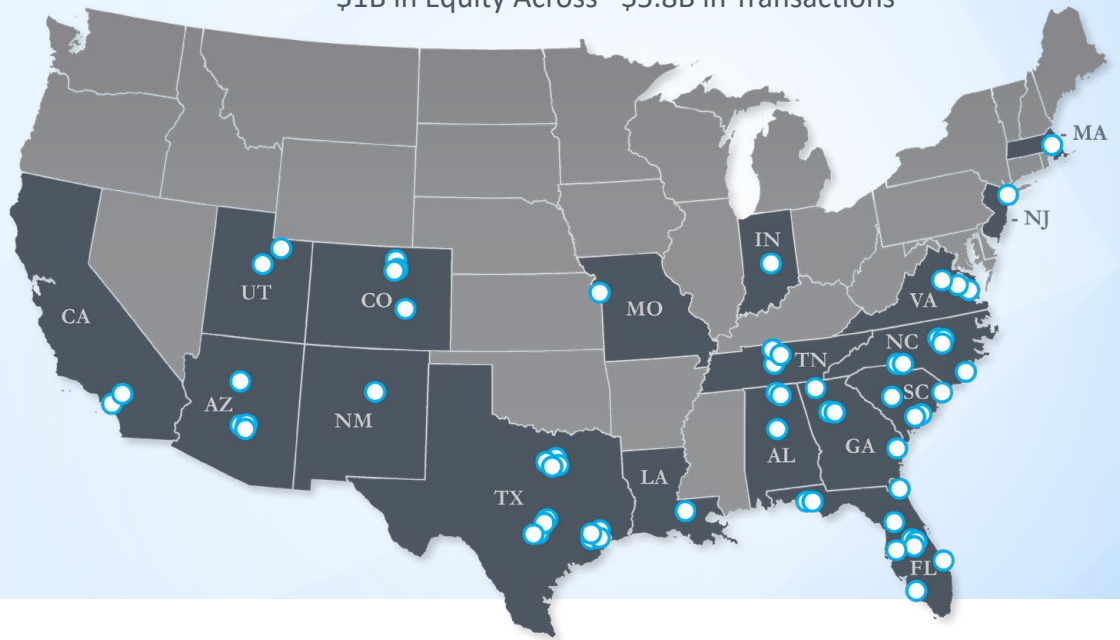 $1B in Equity Across $5.8B in Transactions
- MA
- NJ
IN
UT
CO
MO
VA
CA
NC
TN
AZ
SC
NM
GA
AL
LA
TX
FL